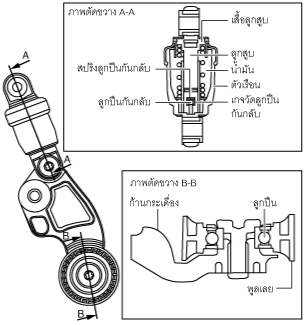 ภาพตัดขวาง A-A
เสื้อลูกสูบ
ลูกสูบ
สปริงลูกปืนกันกลับ
น้ำมัน
ตัวเรือน
ลูกปืนกันกลับ
เกจวัดลูกปืน
กันกลับ
A
A
ภาพตัดขวาง B-B
ก้านกระเดื่อง
ลูกปืน
พูลเลย
B
B